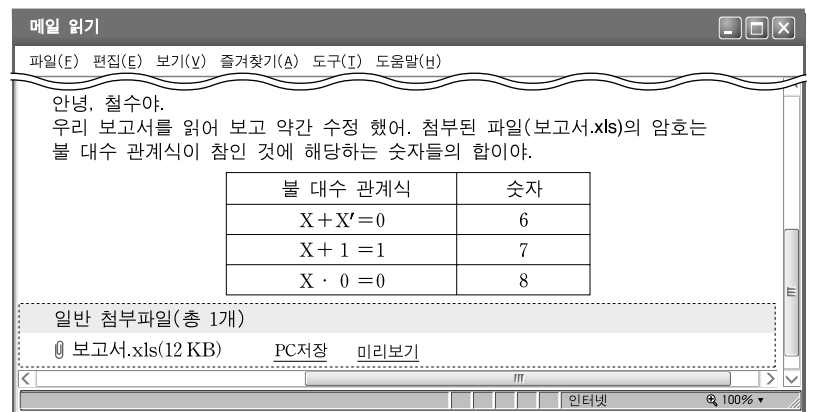 메일 읽기
파일(F) 편집(E) 보기(V) 즐겨찾기(A) 도구(T) 도움말(H)
안녕, 철수야.
우리 보고서를 읽어 보고 약간 수정 했어. 첨부된 파일(보고서.xls)의 암호는
불 대수 관계식이 참인 것에 해당하는 숫자들의 합이야.
불 대수 관계식 숫자
X+X′=0 6
X+1=1 7
X · 0 =0 8
일반 첨부파일(총 1개)
보고서.xls(12 KB) PC저장 미리보기
인터넷 100%